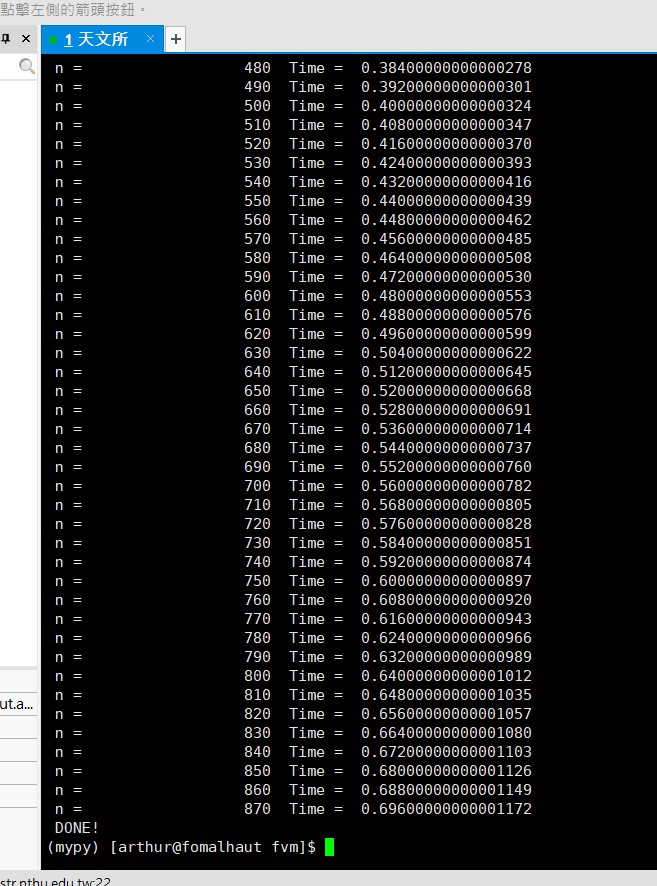 點擊左側的箭頭按鈕。
1 天文所
n = 480 Time = 0.38400000000000278
n = 490 Time = 0.39200000000000301
n = 500 Time = 0.40000000000000324
n = 510 Time = 0.40800000000000347
n = 520 Time = 0.41600000000000370
n = 530 Time = 0.42400000000000393
n = 540 Time = 0.43200000000000416
n = 550 Time = 0.44000000000000439
n = 560 Time = 0.44800000000000462
n = 570 Time = 0.45600000000000485
n = 580 Time = 0.46400000000000508
n = 590 Time = 0.47200000000000530
n = 600 Time = 0.48000000000000553
n = 610 Time = 0.48800000000000576
n = 620 Time = 0.49600000000000599
n = 630 Time = 0.50400000000000622
n = 640 Time = 0.51200000000000645
n = 650 Time = 0.52000000000000668
n = 660 Time = 0.52800000000000691
n = 670 Time = 0.53600000000000714
n = 680 Time = 0.54400000000000737
n = 690 Time = 0.55200000000000760
n = 700 Time = 0.56000000000000782
n = 710 Time = 0.56800000000000805
n = 720 Time = 0.57600000000000828
n = 730 Time = 0.58400000000000851
n = 740 Time = 0.59200000000000874
n = 750 Time = 0.60000000000000897
n = 760 Time = 0.60800000000000920
n = 770 Time = 0.61600000000000943
n = 780 Time = 0.62400000000000966
n = 790 Time = 0.63200000000000989
n = 800 Time = 0.64000000000001012
n = 810 Time = 0.64800000000001035
n = 820 Time = 0.65600000000001057
n = 830 Time = 0.66400000000001080
n = 840 Time = 0.67200000000001103
n = 850 Time = 0.68000000000001126
n = 860 Time = 0.68800000000001149
n = 870 Time = 0.69600000000001172
DONE!
(mypy) [arthur@fomalhaut fvm]$
ut.a...
str.nthu.edu.tw:22